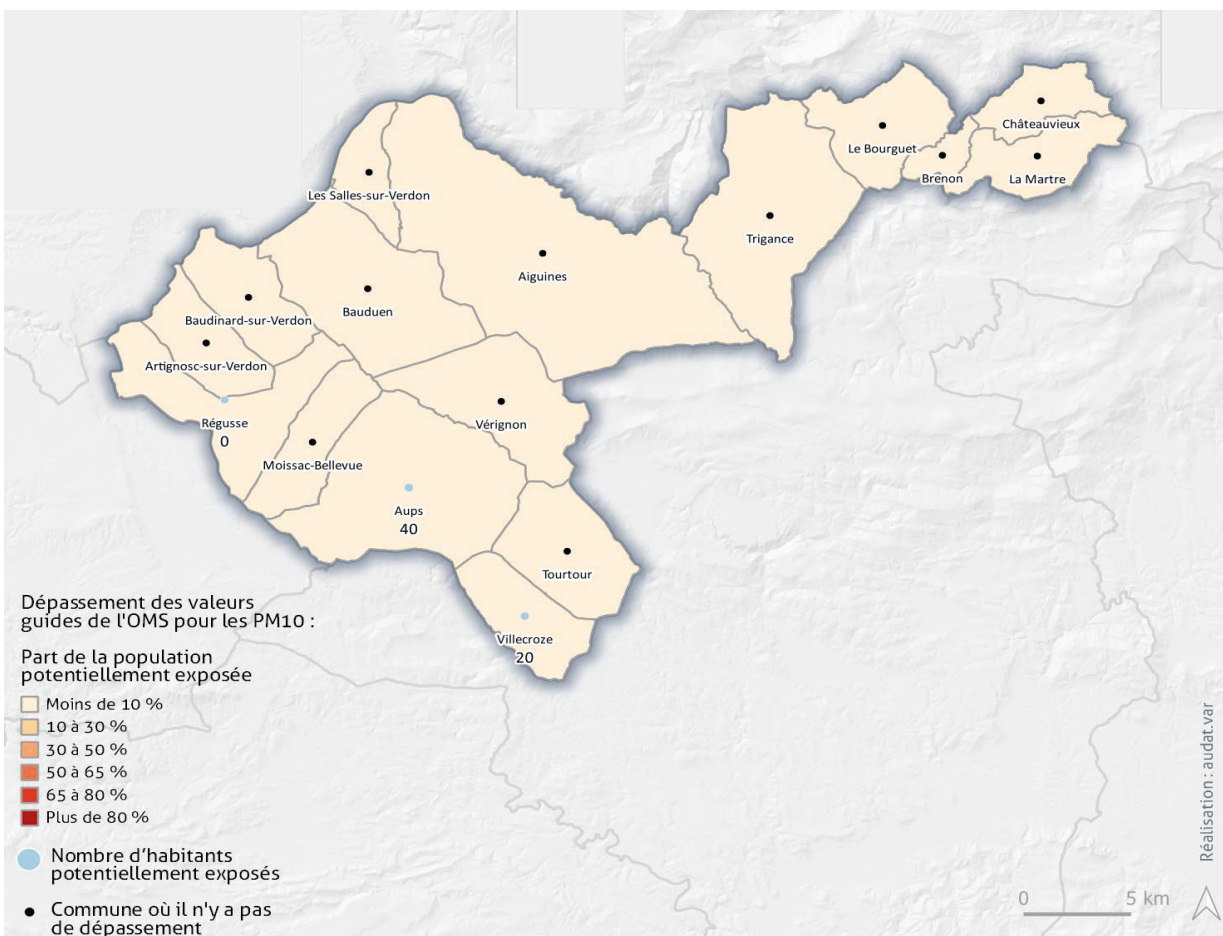 Châteauvieux
Le Bourguet
Brenon
La Martre
Les Salles-sur-Verdon
Trigance
Aiguines
Bauduen
Baudinard-sur-Verdon
Artignosc-sur-Verdon
Régusse
0
Vérignon
Moissac-Bellevue
Aups
40
Tourtour
Villecroze
20
Dépassement des valeurs
guides de l'OMS pour les PM10 :
Part de la population
potentiellement exposée
Moins de 10 %
10 à 30 %
30 à 50 %
50 à 65 %
65 à 80 %
Plus de 80 %
Nombre d'habitants
potentiellement exposés
Commune où il n'y a pas
de dépassement
0 5 km
Réalisation : audat.var